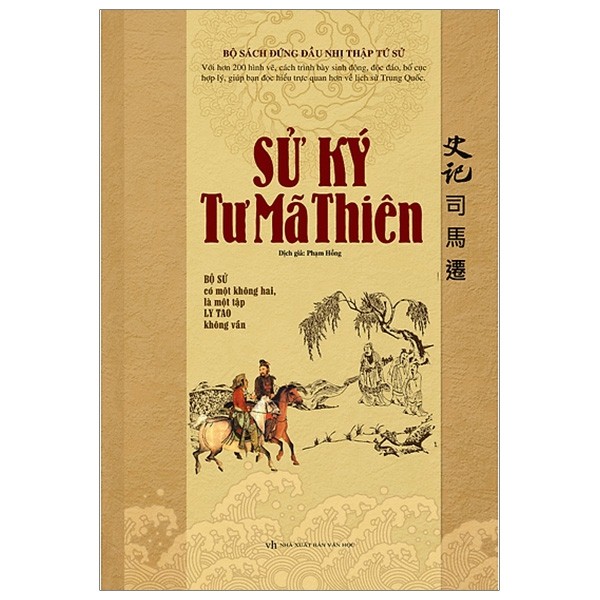 BỘ SÁCH ĐỨNG ĐẦU NHỊ THẬP TỨ SỬ
Với hơn 200 hình vẽ, cách trình bày sinh động, độc đáo, bố cục
hợp lý, giúp bạn đọc hiểu trực quan hơn về lịch sử Trung Quốc.
SỬ KÝ
Tư Mã Thiên
Dịch giả: Phạm Hồng
史记司馬遷
BỘ SỬ
có một không hai,
là một tập
LY TAO
không vần
vh NHÀ XUẤT BẢN VĂN HỌC